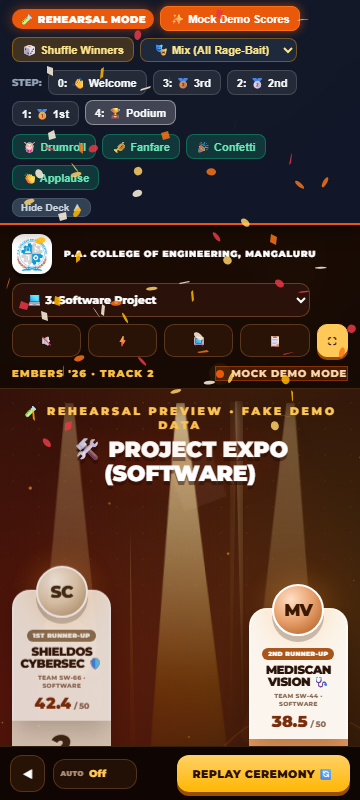 REHEARSAL MODE
Mock Demo Scores
Shuffle Winners
Mix (All Rage-Bait)
STEP:
0: Welcome
3: 3rd
2: 2nd
1: 1st
4: Podium
Drumroll
Fanfare
Confetti
Applause
Hide Deck ▲
P.A. COLLEGE OF ENGINEERING, MANGALURU
3. Software Project
EMBERS '26 · TRACK 2
MOCK DEMO MODE
REHEARSAL PREVIEW · FAKE DEMO
DATA
PROJECT EXPO
(SOFTWARE)
SC
1ST RUNNER-UP
SHIELDOS
CYBERSEC
TEAM SW-66 ·
SOFTWARE
42.4 / 50
2
MV
2ND RUNNER-UP
MEDISCAN
VISION
TEAM SW-44 ·
SOFTWARE
38.5 / 50
◀
AUTO Off
REPLAY CEREMONY